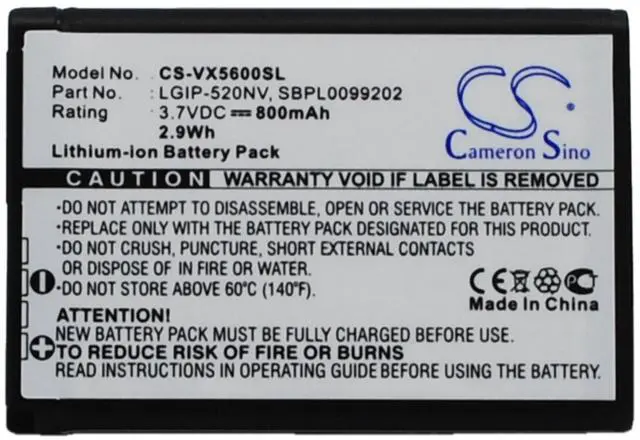 Model No. CS-VX5600SL
Part No. LGIP-520NV, SBPL0099202
Rating 3.7VDC ⎓ 800mAh
2.9Wh
Lithium-ion Battery Pack
CS
Cameron Sino
CAUTION WARRANTY VOID IF LABEL IS REMOVED
•DO NOT ATTEMPT TO DISASSEMBLE, OPEN OR SERVICE THE BATTERY PACK.
•REPLACE ONLY WITH THE BATTERY PACK DESIGNATED FOR THIS
•DO NOT CRUSH, PUNCTURE, SHORT EXTERNAL CONTACTS
OR DISPOSE OF IN FIRE OR WATER.
•DO NOT STORE ABOVE 60°C (140°F).
CE
Made In China
ATTENTION!
NEW BATTERY PACK MUST BE FULLY CHARGED BEFORE USE
TO REDUCE RISK OF FIRE OR BURNS
READ INSTRUCTIONS IN OPERATING GUIDE BEFORE USING BATTERY